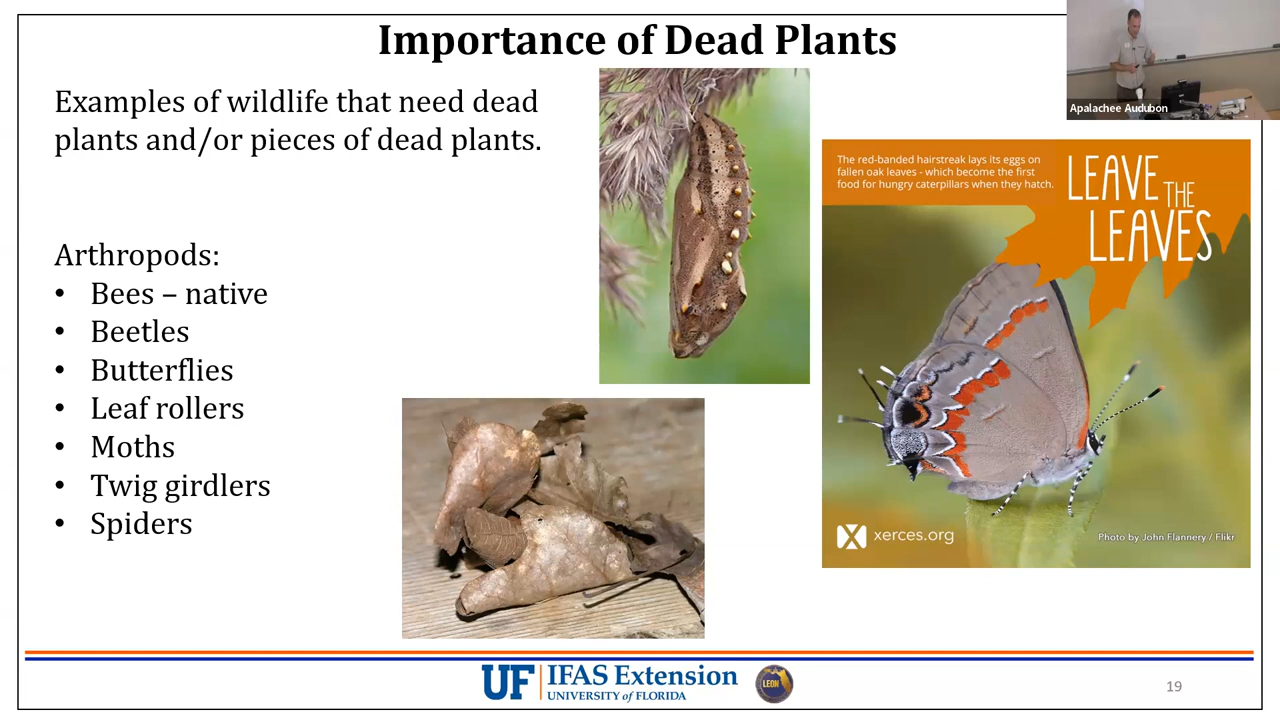 Importance of Dead Plants
Apalachee Audubon
Examples of wildlife that need dead
plants and/or pieces of dead plants.
Arthropods:
• Bees – native
• Beetles
• Butterflies
• Leaf rollers
• Moths
• Twig girdlers
• Spiders
The red-banded hairstreak lays its eggs on
fallen oak leaves - which become the first
food for hungry caterpillars when they hatch.
LEAVE THE
LEAVES
xerces.org
Photo by John Flannery / Flikr
UF IFAS Extension
UNIVERSITY of FLORIDA
LEON
19